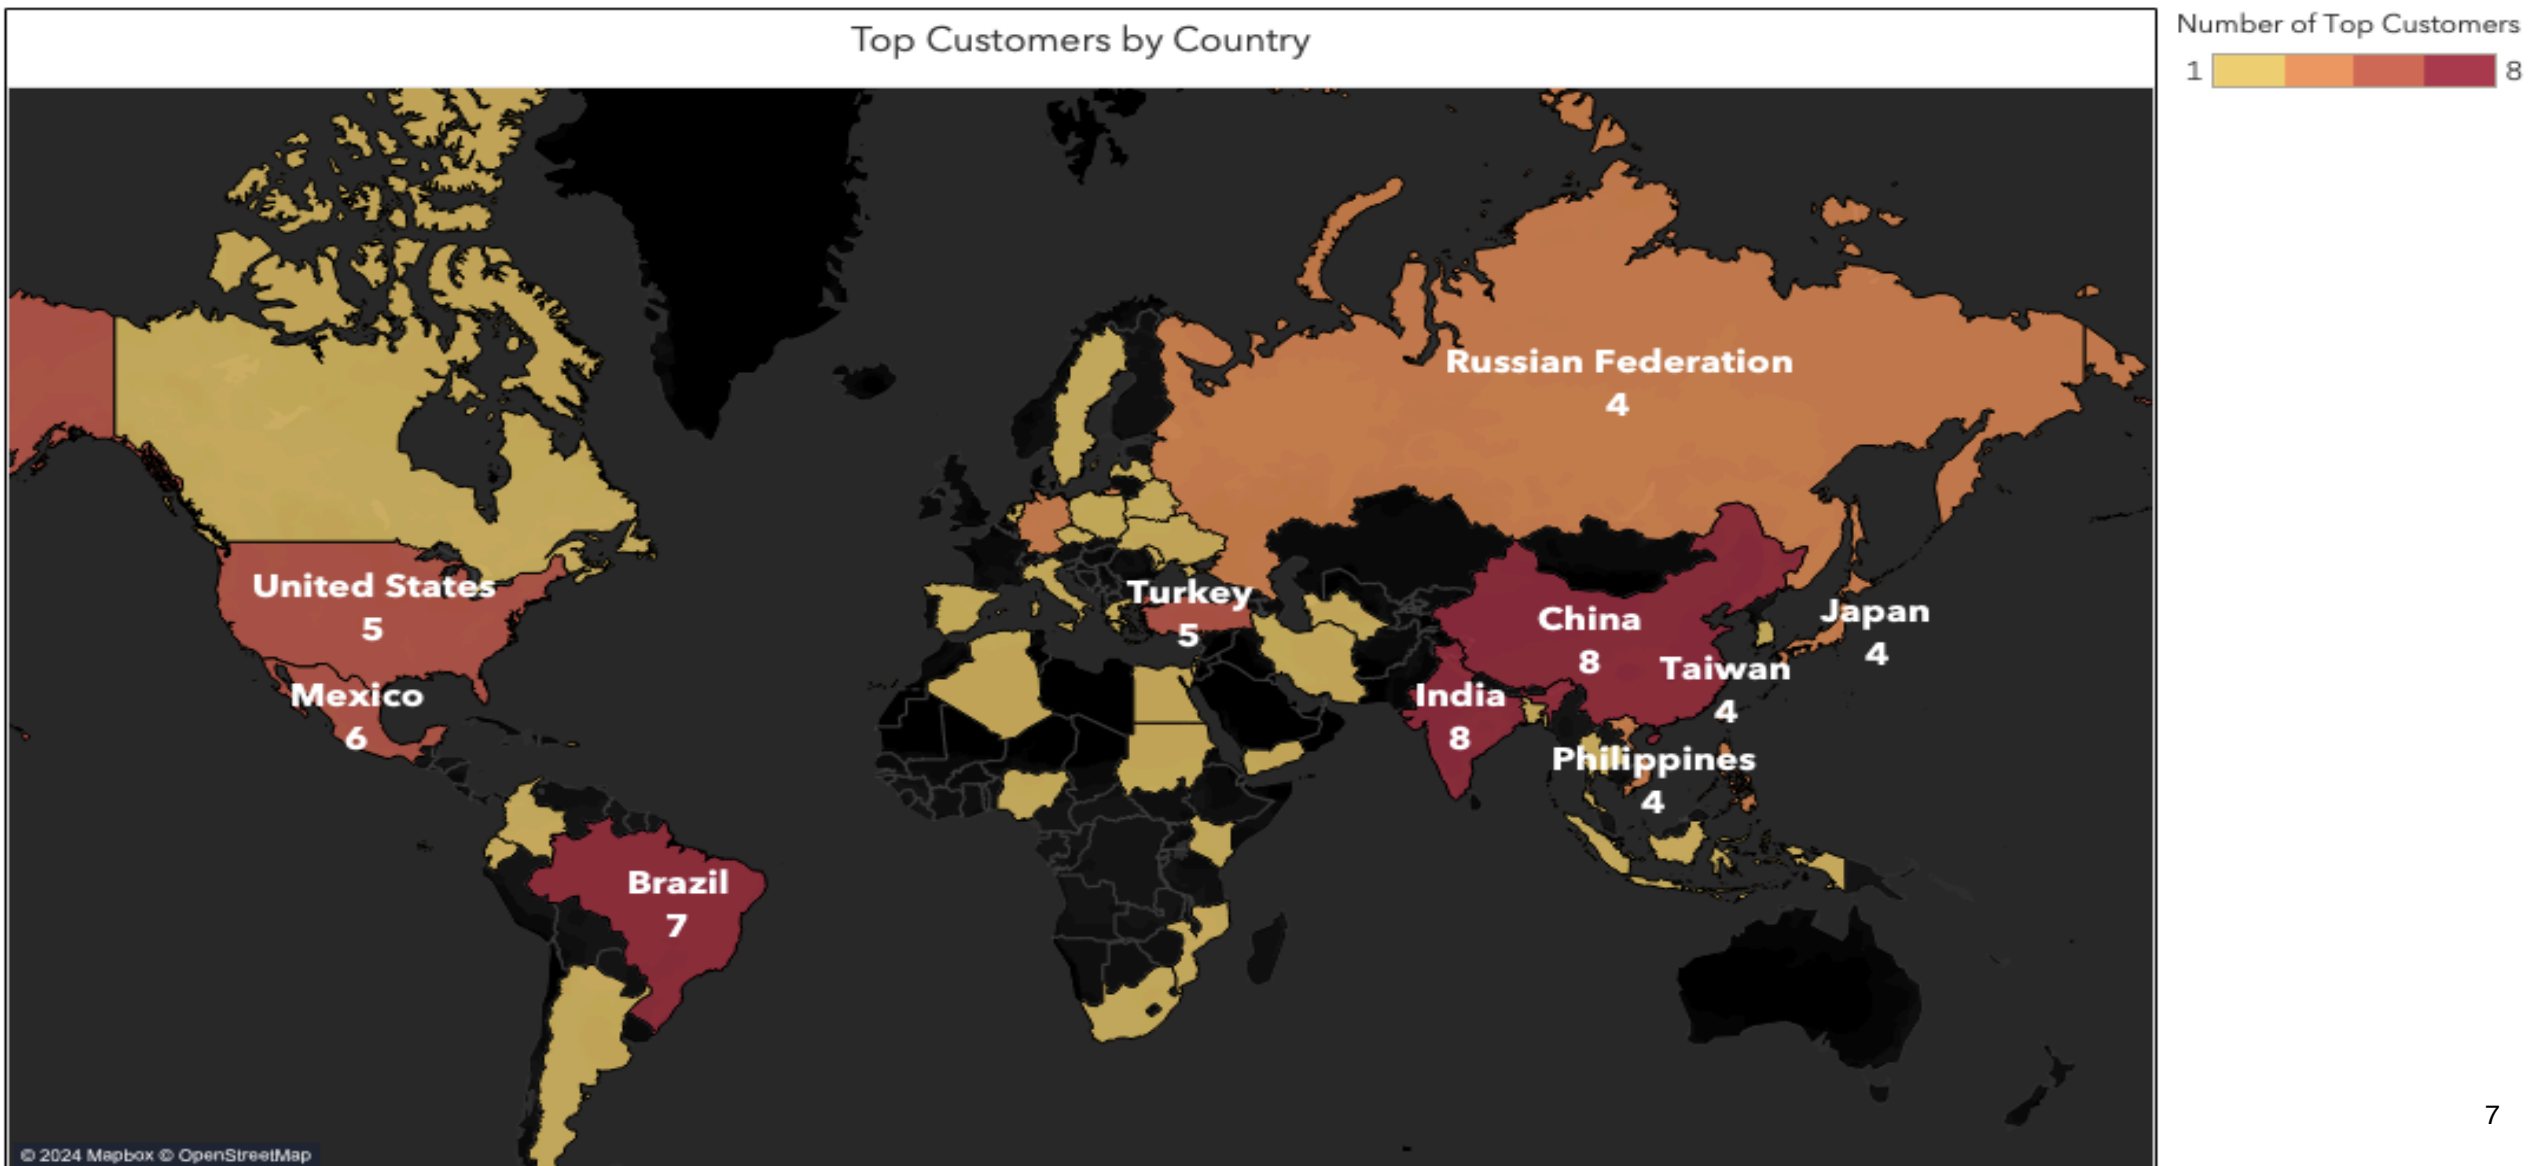 Top Customers by Country
Number of Top Customers
1
8
Russian Federation
4
United States
5
Turkey
5
China
8
Japan
4
Taiwan
4
Mexico
6
India
8
Philippines
4
Brazil
7
7
© 2024 Mapbox © OpenStreetMap